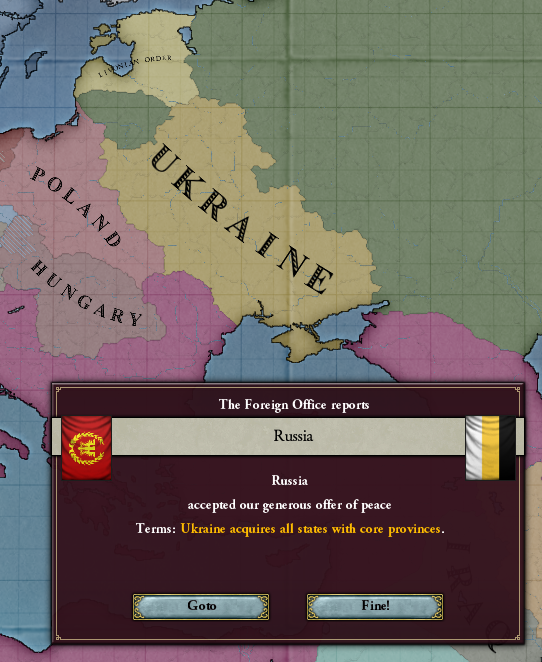 LIVONIAN ORDER
UKRAINE
POLAND
HUNGARY
The Foreign Office reports
Russia
Russia
accepted our generous offer of peace
Terms: Ukraine acquires all states with core provinces.
IRAQ
Goto
Fine!